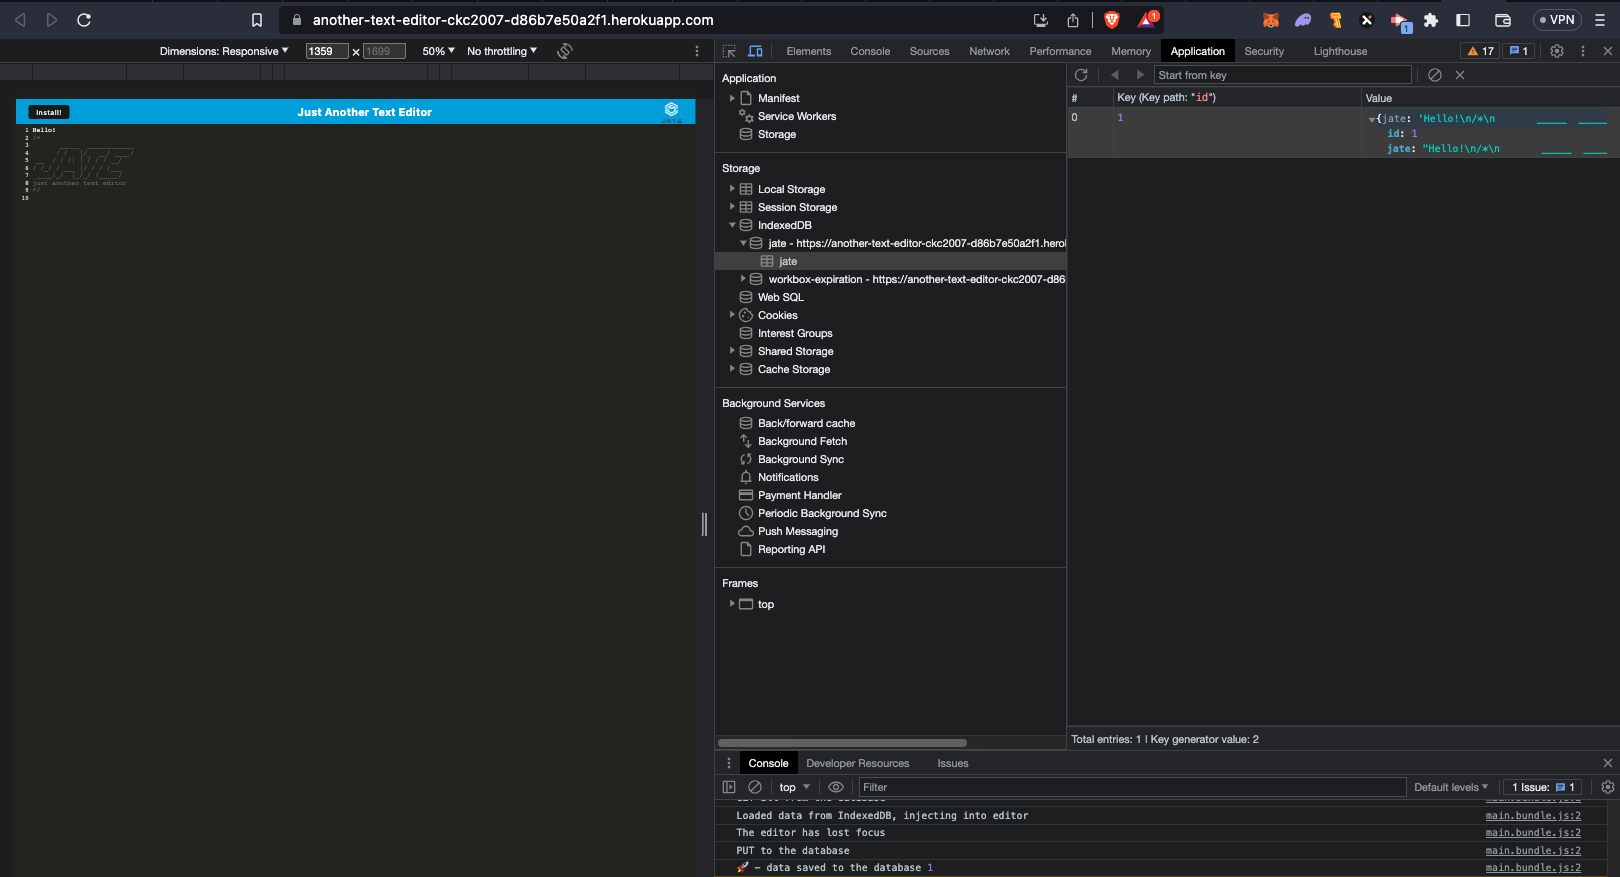 another-text-editor-ckc2007-d86b7e50a2f1.herokuapp.com
1
1
VPN
Dimensions: Responsive
1359 × 1699
50%
No throttling
Install!
Just Another Text Editor
1 Hello!
2 /*
3
4
5
6
7
8 just another text editor
9 */
10
Elements
Console
Sources
Network
Performance
Memory
Application
Security
Lighthouse
17
1
Application
Manifest
Service Workers
Storage
Storage
Local Storage
Session Storage
IndexedDB
jate - https://another-text-editor-ckc2007-d86b7e50a2f1.herol
jate
workbox-expiration - https://another-text-editor-ckc2007-d86
Web SQL
Cookies
Interest Groups
Shared Storage
Cache Storage
Background Services
Back/forward cache
Background Fetch
Background Sync
Notifications
Payment Handler
Periodic Background Sync
Push Messaging
Reporting API
Frames
top
Start from key
# Key (Key path: "id") Value
0 1 {jate: 'Hello!\n/*\n _____ _____
id: 1
jate: "Hello!\n/*\n _____ ____
Total entries: 1 | Key generator value: 2
Console
Developer Resources
Issues
top
Filter
Default levels
1 Issue: 1
Loaded data from IndexedDB, injecting into editor main.bundle.js:2
The editor has lost focus main.bundle.js:2
PUT to the database main.bundle.js:2
🚀 - data saved to the database 1 main.bundle.js:2